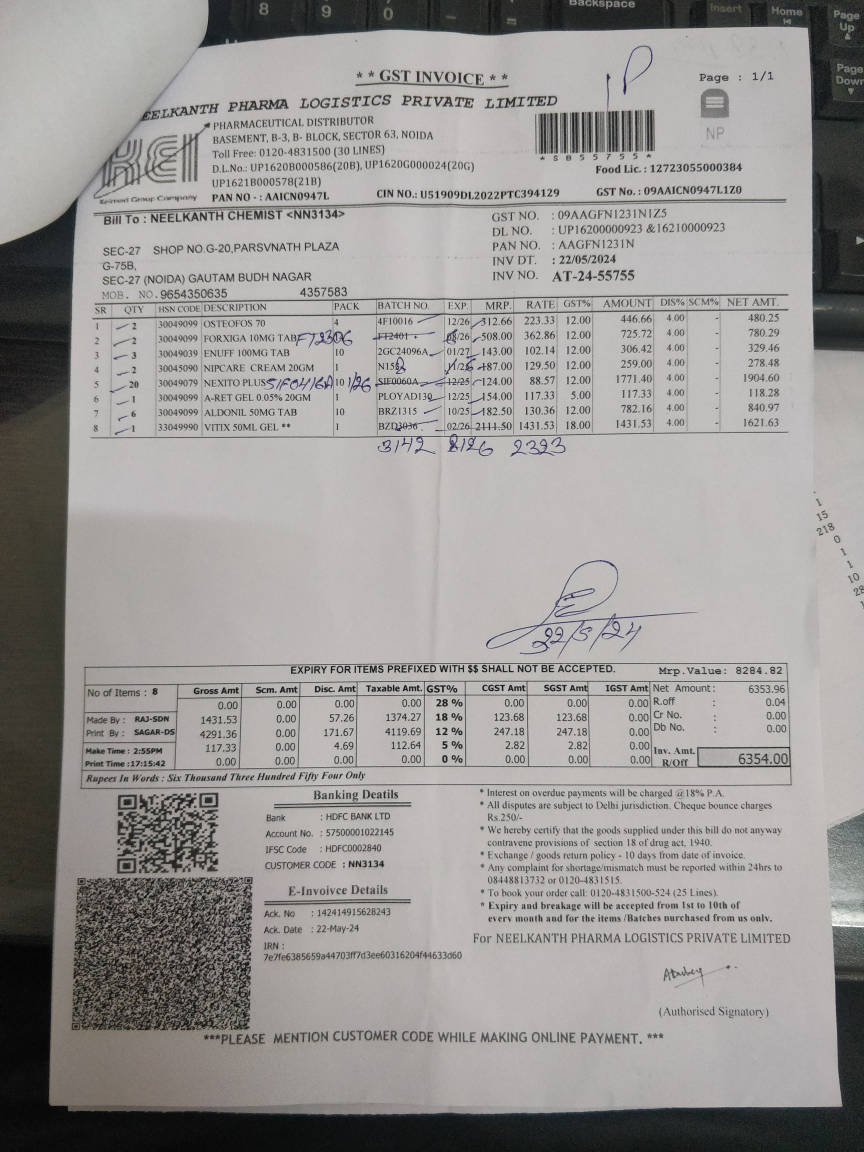 8 9 0 - = Backspace Insert Home Page Up
Page Down
** GST INVOICE **
Page : 1/1
NEELKANTH PHARMA LOGISTICS PRIVATE LIMITED
PHARMACEUTICAL DISTRIBUTOR
BASEMENT, B-3, B- BLOCK, SECTOR 63, NOIDA
Toll Free: 0120-4831500 (30 LINES)
D.L.No.: UP1620B000586(20B), UP1620G000024(20G)
UP1621B000578(21B)
PAN NO - : AAICN0947L
CIN NO.: U51909DL2022PTC394129
KEI
Keimed Group Company
NP
*SB55755*
Food Lic. : 12723055000384
GST No. : 09AAICN0947L1Z0
Bill To : NEELKANTH CHEMIST <NN3134>
SEC-27 SHOP NO.G-20,PARSVNATH PLAZA
G-75B,
SEC-27 (NOIDA) GAUTAM BUDH NAGAR
MOB. NO.9654350635 4357583
GST NO. : 09AAGFN1231N1Z5
DL NO. : UP16200000923 &16210000923
PAN NO. : AAGFN1231N
INV DT. : 22/05/2024
INV NO. AT-24-55755
SR QTY HSN CODE DESCRIPTION PACK BATCH NO. EXP. MRP. RATE GST% AMOUNT DIS% SCM% NET AMT.
1 2 30049099 OSTEOFOS 70 4 4F10016 12/26 312.66 223.33 12.00 446.66 4.00 - 480.25
2 2 30049099 FORXIGA 10MG TAB FT2306 FT2401 /26 508.00 362.86 12.00 725.72 4.00 - 780.29
3 3 30049039 ENUFF 100MG TAB 10 2GC24096A 01/27 143.00 102.14 12.00 306.42 4.00 - 329.46
4 2 30045090 NIPCARE CREAM 20GM 1 187.00 129.50 12.00 259.00 4.00 - 278.48
5 20 30049079 NEXITO PLUS SIF0416A 10 1/26 SIF0060A 12/25 124.00 88.57 12.00 1771.40 4.00 - 1904.60
6 1 30049099 A-RET GEL 0.05% 20GM 1 PLOYAD130 12/25 154.00 117.33 5.00 117.33 4.00 - 118.28
7 6 30049099 ALDONIL 50MG TAB 10 BRZ1315 10/25 182.50 130.36 12.00 782.16 4.00 - 840.97
8 1 33049990 VITIX 50ML GEL ** 1 BZD3036 02/26 2111.50 1431.53 18.00 1431.53 4.00 - 1621.63
3142 2126 2323
22/5/24
EXPIRY FOR ITEMS PREFIXED WITH $$ SHALL NOT BE ACCEPTED.
Mrp.Value: 8284.82
No of Items : 8
Gross Amt Scm. Amt Disc. Amt Taxable Amt. GST% CGST Amt SGST Amt IGST Amt
0.00 0.00 0.00 0.00 28 % 0.00 0.00 0.00
1431.53 0.00 57.26 1374.27 18 % 123.68 123.68 0.00
4291.36 0.00 171.67 4119.69 12 % 247.18 247.18 0.00
117.33 0.00 4.69 112.64 5 % 2.82 2.82 0.00
0.00 0.00 0.00 0.00 0 % 0.00 0.00 0.00
Made By : RAJ-SDN
Print By : SAGAR-DS
Make Time : 2:55PM
Print Time :17:15:42
Net Amount: 6353.96
R.off : 0.04
Cr No. : 0.00
Db No. : 0.00
Inv. Amt. R/Off 6354.00
Rupees In Words : Six Thousand Three Hundred Fifty Four Only
Banking Deatils
Bank : HDFC BANK LTD
Account No. : 57500001022145
IFSC Code : HDFC0002840
CUSTOMER CODE : NN3134
E-Invoivce Details
Ack. No : 142414915628243
Ack. Date : 22-May-24
IRN :
7e7fe6385659a44703ff7d3ee60316204f44633d60
* Interest on overdue payments will be charged @18% P.A.
* All disputes are subject to Delhi jurisdiction. Cheque bounce charges
Rs.250/-
* We hereby certify that the goods supplied under this bill do not anyway
contravene provisions of section 18 of drug act, 1940.
* Exchange / goods return policy - 10 days from date of invoice.
* Any complaint for shortage/mismatch must be reported within 24hrs to
08448813732 or 0120-4831515.
* To book your order call: 0120-4831500-524 (25 Lines).
* Expiry and breakage will be accepted from 1st to 10th of
every month and for the items /Batches purchased from us only.
For NEELKANTH PHARMA LOGISTICS PRIVATE LIMITED
(Authorised Signatory)
***PLEASE MENTION CUSTOMER CODE WHILE MAKING ONLINE PAYMENT. ***
1
15
218
0
1
1
10
28